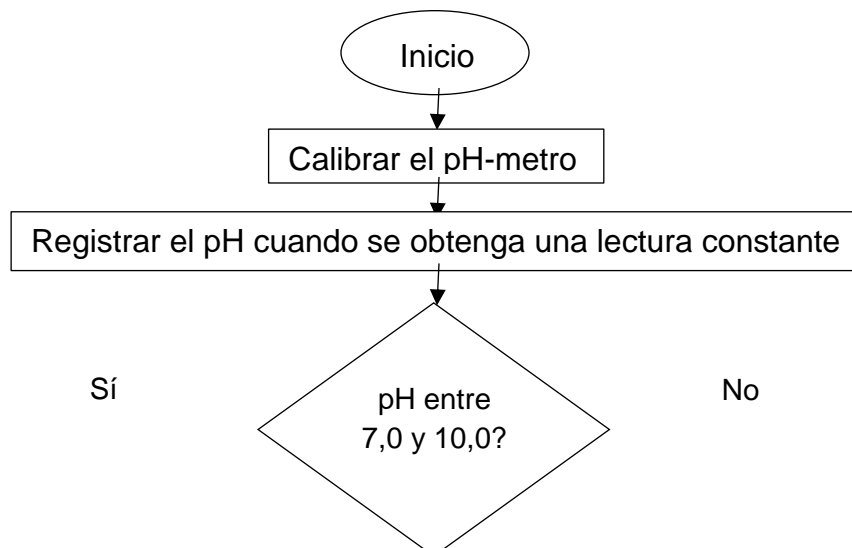 Inicio
Calibrar el pH-metro
Registrar el pH cuando se obtenga una lectura constante
Sí
No
pH entre
7,0 y 10,0?